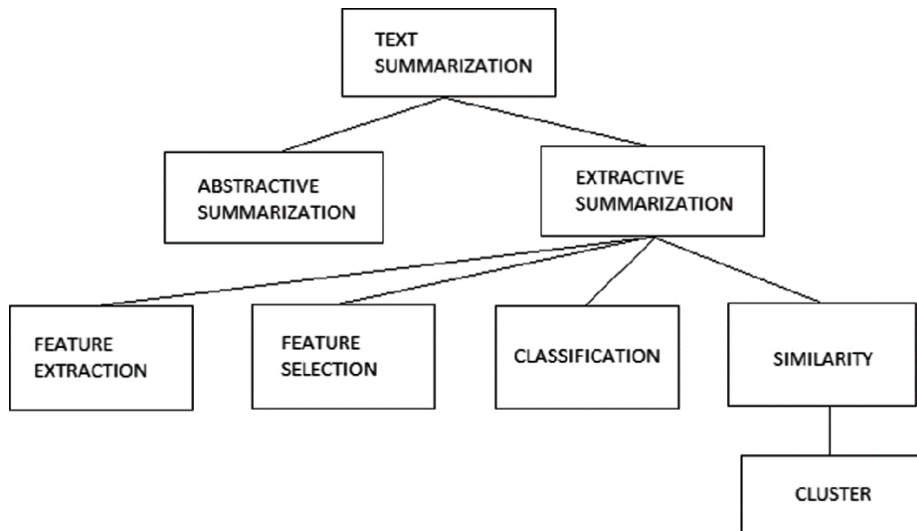 TEXT
SUMMARIZATION
ABSTRACTIVE
SUMMARIZATION
EXTRACTIVE
SUMMARIZATION
FEATURE
EXTRACTION
FEATURE
SELECTION
CLASSIFICATION
SIMILARITY
CLUSTER